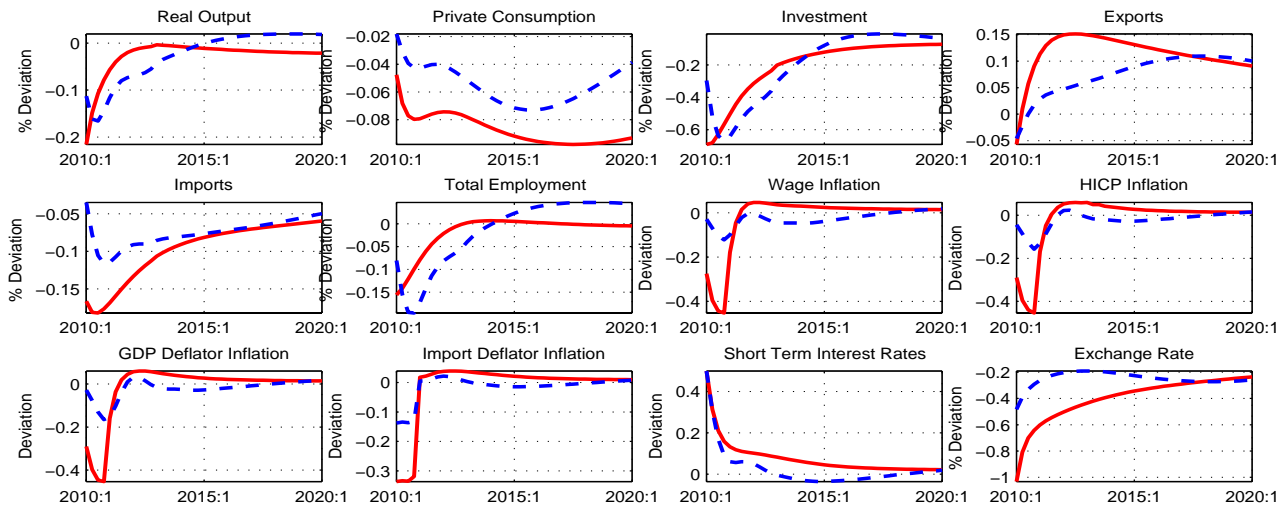 Real Output
Private Consumption
Investment
Exports
% Deviation
0
−0.1
−0.2
2010:1 2015:1 2020:1
% Deviation
−0.02
−0.04
−0.06
−0.08
2010:1 2015:1 2020:1
% Deviation
−0.2
−0.4
−0.6
2010:1 2015:1 2020:1
% Deviation
0.15
0.1
0.05
0
−0.05
2010:1 2015:1 2020:1
Imports
Total Employment
Wage Inflation
HICP Inflation
% Deviation
−0.05
−0.1
−0.15
2010:1 2015:1 2020:1
% Deviation
0.05
0
−0.05
−0.1
−0.15
2010:1 2015:1 2020:1
Deviation
0
−0.2
−0.4
2010:1 2015:1 2020:1
Deviation
0
−0.2
−0.4
2010:1 2015:1 2020:1
GDP Deflator Inflation
Import Deflator Inflation
Short Term Interest Rates
Exchange Rate
Deviation
0
−0.2
−0.4
2010:1 2015:1 2020:1
Deviation
0
−0.1
−0.2
−0.3
2010:1 2015:1 2020:1
Deviation
0.4
0.2
0
2010:1 2015:1 2020:1
% Deviation
−0.2
−0.4
−0.6
−0.8
−1
2010:1 2015:1 2020:1